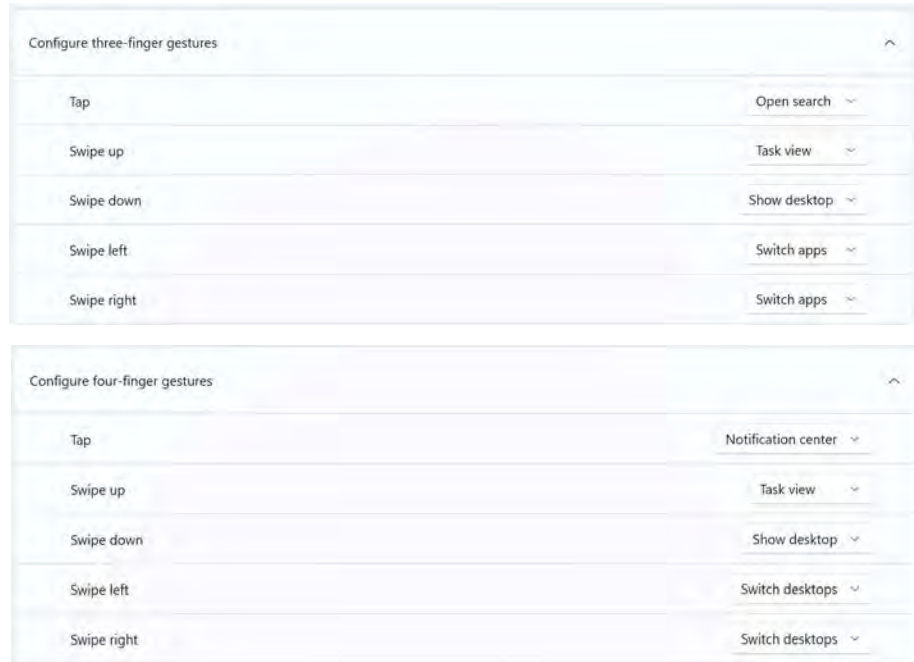 Configure three-finger gestures
Tap Open search
Swipe up Task view
Swipe down Show desktop
Swipe left Switch apps
Swipe right Switch apps
Configure four-finger gestures
Tap Notification center
Swipe up Task view
Swipe down Show desktop
Swipe left Switch desktops
Swipe right Switch desktops